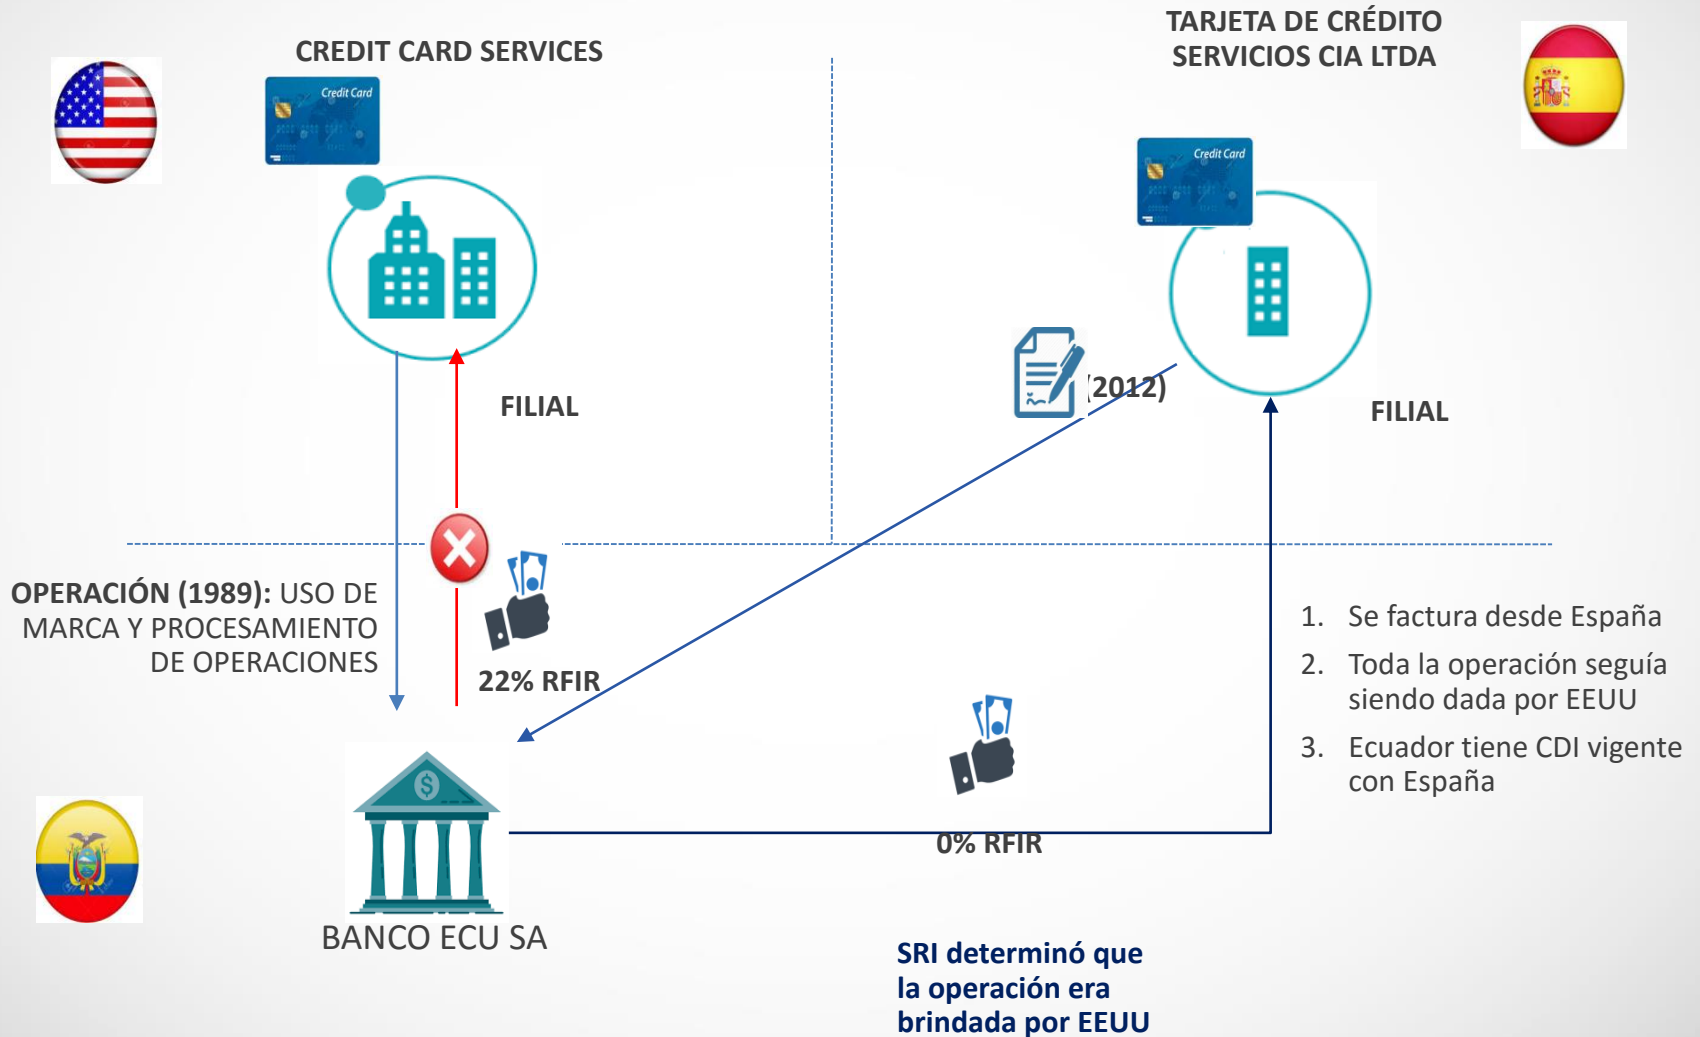 CREDIT CARD SERVICES
TARJETA DE CRÉDITO
SERVICIOS CIA LTDA
Credit Card
Credit Card
(2012)
FILIAL
FILIAL
OPERACIÓN (1989): USO DE
MARCA Y PROCESAMIENTO
DE OPERACIONES
22% RFIR
1. Se factura desde España
2. Toda la operación seguía
siendo dada por EEUU
3. Ecuador tiene CDI vigente
con España
0% RFIR
$
BANCO ECU SA
SRI determinó que
la operación era
brindada por EEUU